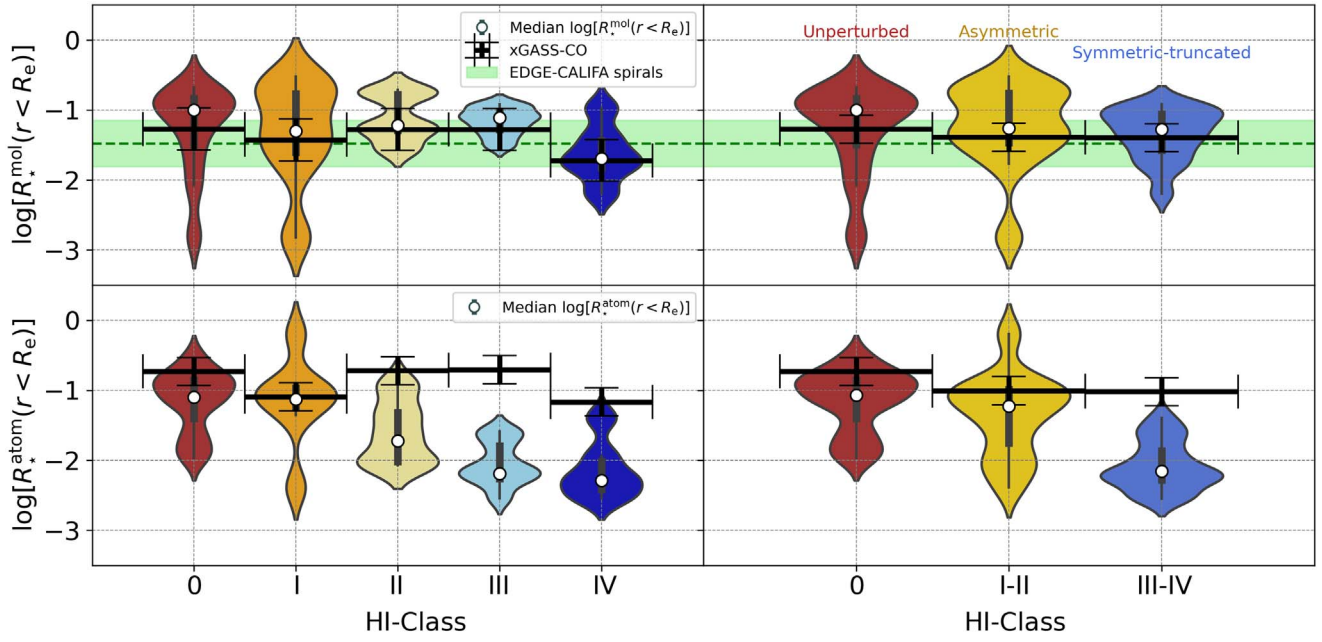 Median log[R⋆^mol(r < Rₑ)]
xGASS-CO
EDGE-CALIFA spirals
Unperturbed
Asymmetric
Symmetric-truncated
log[R⋆^mol(r < Rₑ)]
0
−1
−2
−3
Median log[R⋆^atom(r < Rₑ)]
log[R⋆^atom(r < Rₑ)]
0
−1
−2
−3
0 I II III IV
0 I-II III-IV
HI-Class
HI-Class